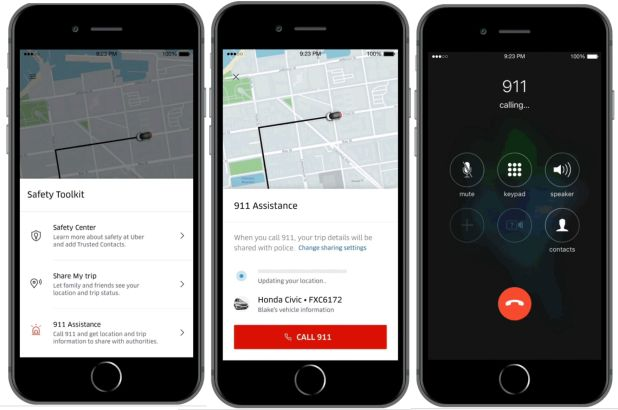 9:23 PM
100%
Safety Toolkit
Safety Center
Learn more about safety at Uber
and add Trusted Contacts.
Share My trip
Let family and friends see your
location and trip status.
911 Assistance
Call 911 and get location and trip
information to share with authorities.
9:23 PM
100%
911 Assistance
When you call 911, your trip details will be
shared with police. Change sharing settings
Updating your location..
Honda Civic • FXC6172
Blake's vehicle information
CALL 911
9:23 PM
100%
911
calling...
mute
keypad
speaker
contacts